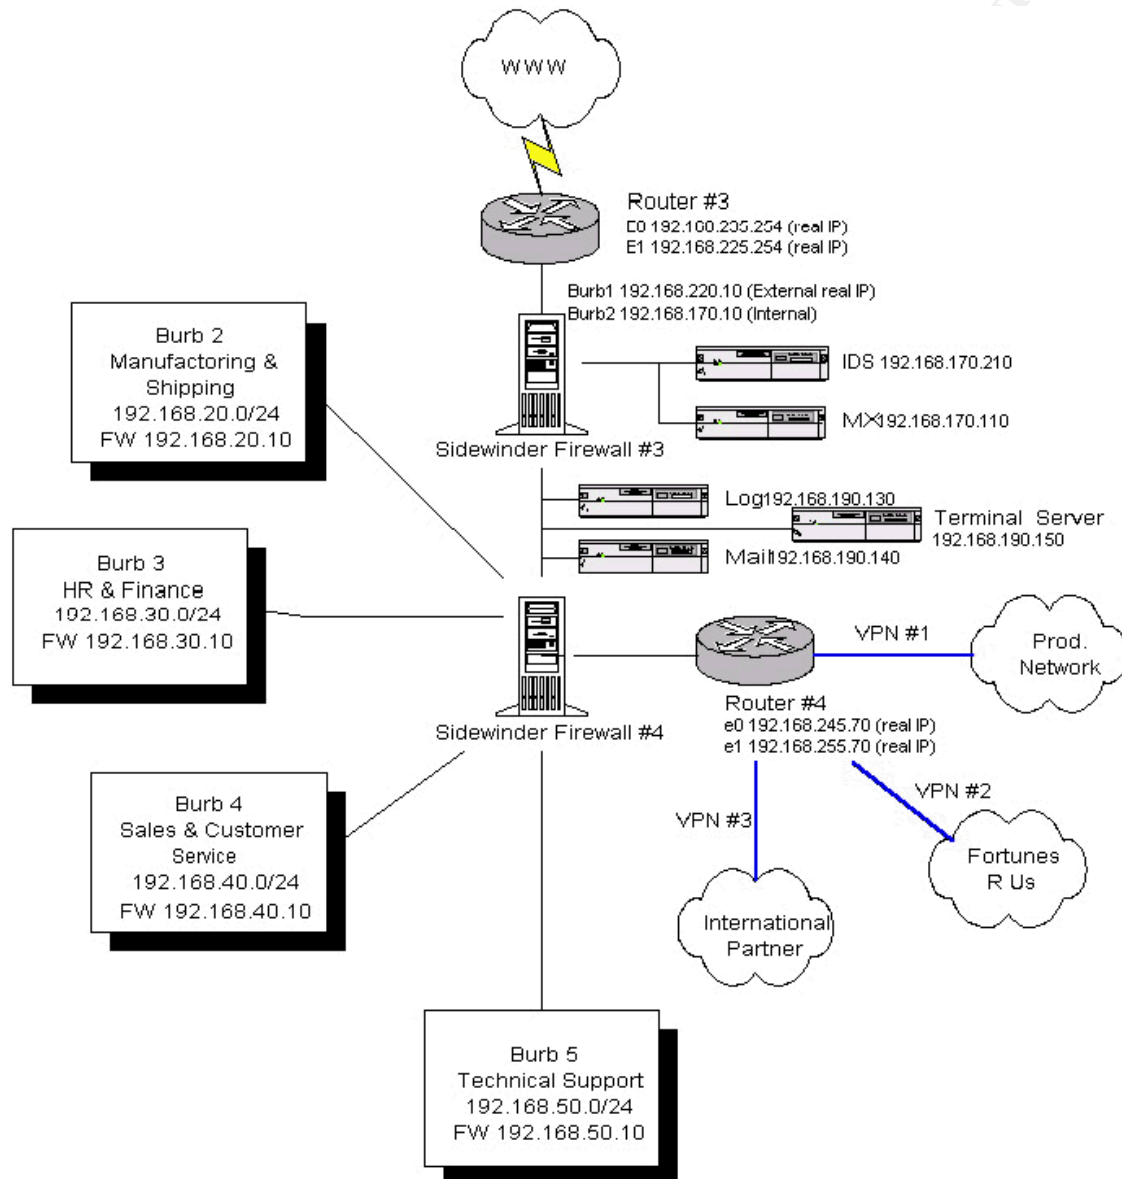 WWW
Router #3
E0 192.168.235.254 (real IP)
E1 192.168.225.254 (real IP)
Burb1 192.168.220.10 (External real IP)
Burb2 192.168.170.10 (Internal)
Burb 2
Manufactoring &
Shipping
192.168.20.0/24
FW 192.168.20.10
IDS 192.168.170.210
MX192.168.170.110
Sidewinder Firewall #3
Log192.168.190.130
Terminal Server
192.168.190.150
Mail192.168.190.140
Burb 3
HR & Finance
192.168.30.0/24
FW 192.168.30.10
VPN #1
Prod.
Network
Router #4
e0 192.168.245.70 (real IP)
e1 192.168.255.70 (real IP)
Sidewinder Firewall #4
Burb 4
Sales & Customer
Service
192.168.40.0/24
FW 192.168.40.10
VPN #2
VPN #3
Fortunes
R Us
International
Partner
Burb 5
Technical Support
192.168.50.0/24
FW 192.168.50.10